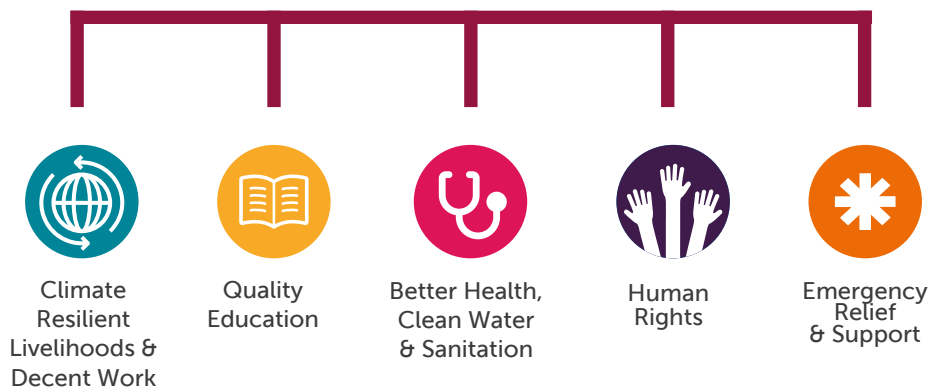 Climate
Resilient
Livelihoods &
Decent Work
Quality
Education
Better Health,
Clean Water
& Sanitation
Human
Rights
Emergency
Relief
& Support